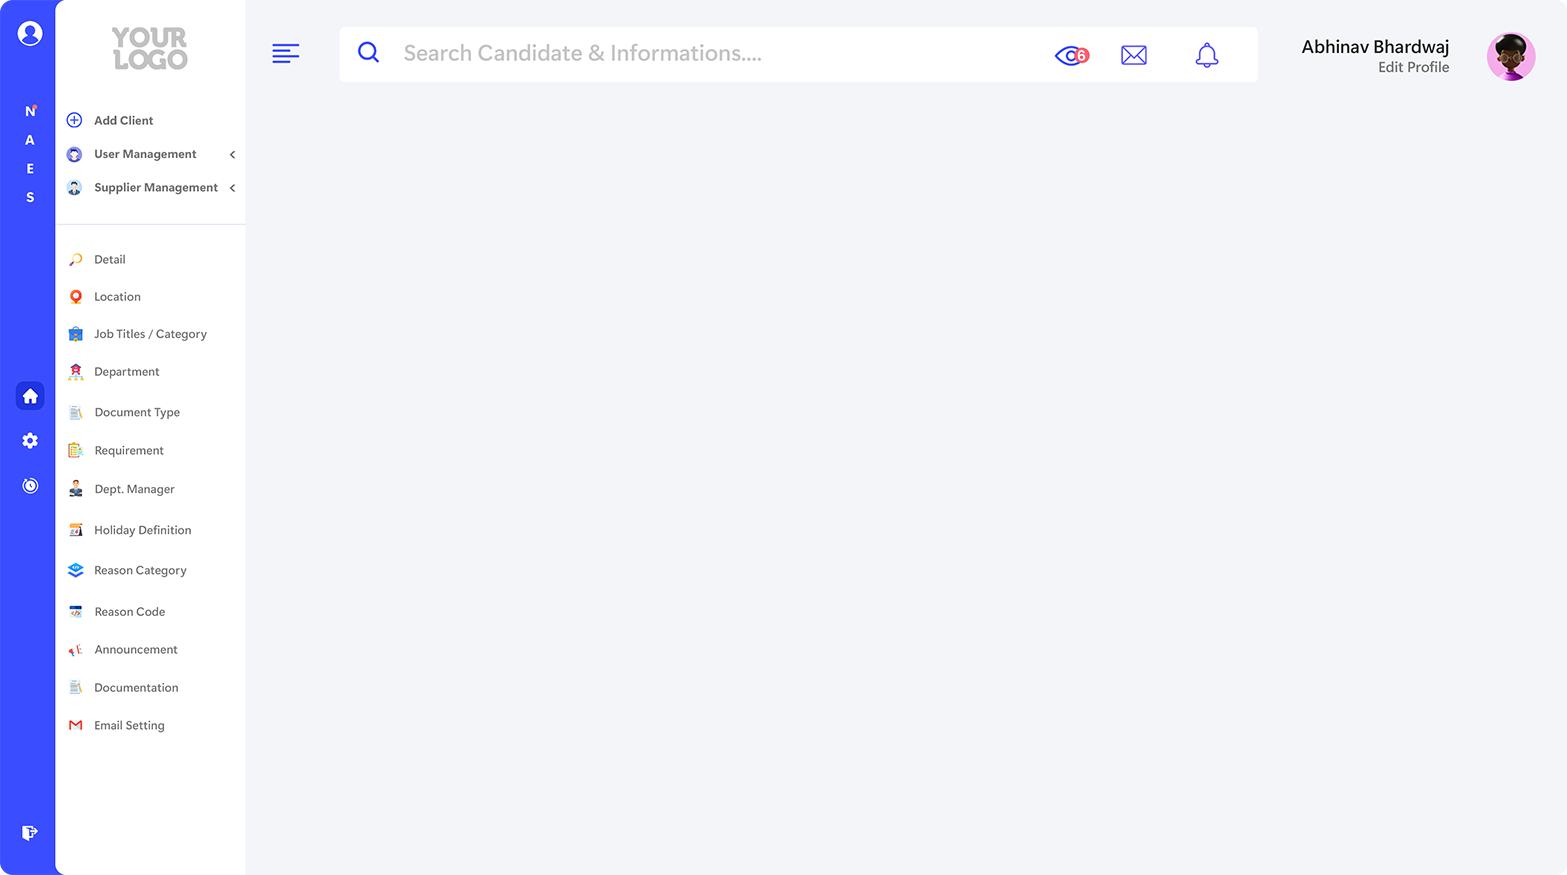 N
A
E
S
YOUR
LOGO
Add Client
User Management
Supplier Management
Detail
Location
Job Titles / Category
Department
Document Type
Requirement
Dept. Manager
Holiday Definition
Reason Category
Reason Code
Announcement
Documentation
Email Setting
Search Candidate & Informations....
6
Abhinav Bhardwaj
Edit Profile